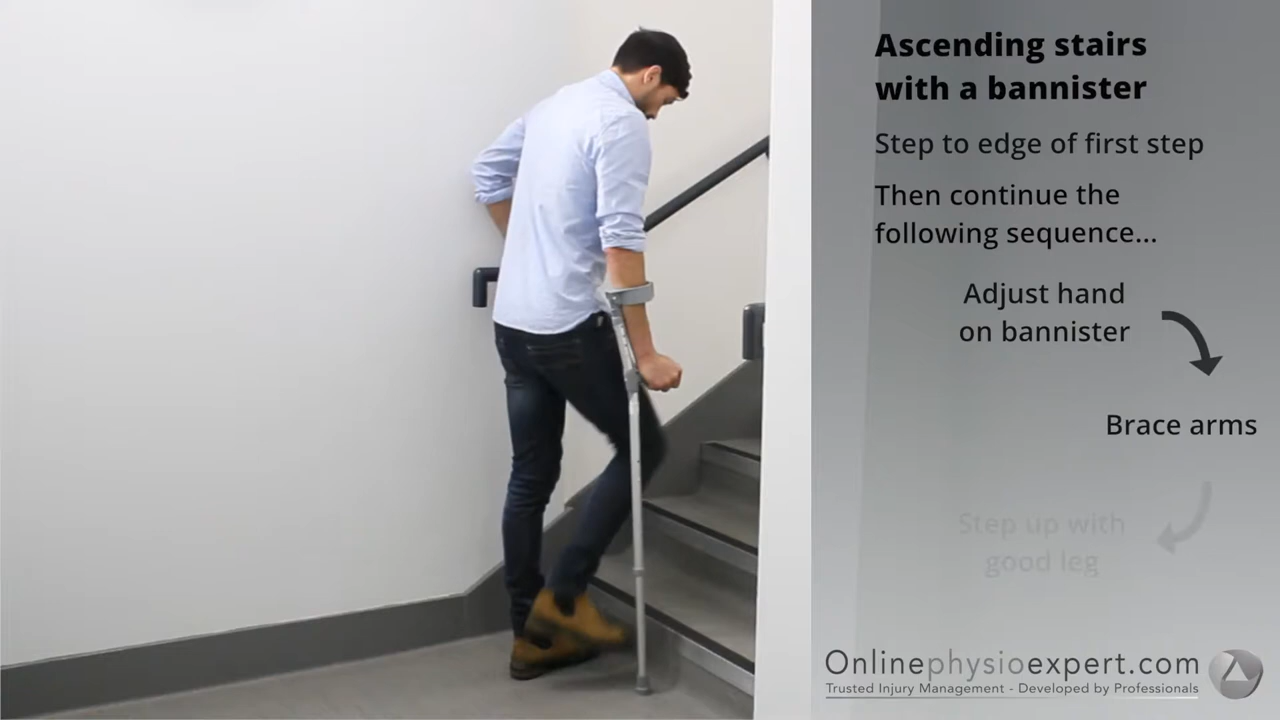 Ascending stairs
with a bannister
Step to edge of first step
Then continue the
following sequence...
Adjust hand
on bannister
Brace arms
Step up with
good leg
Onlinephysioexpert.com
Trusted Injury Management - Developed by Professionals